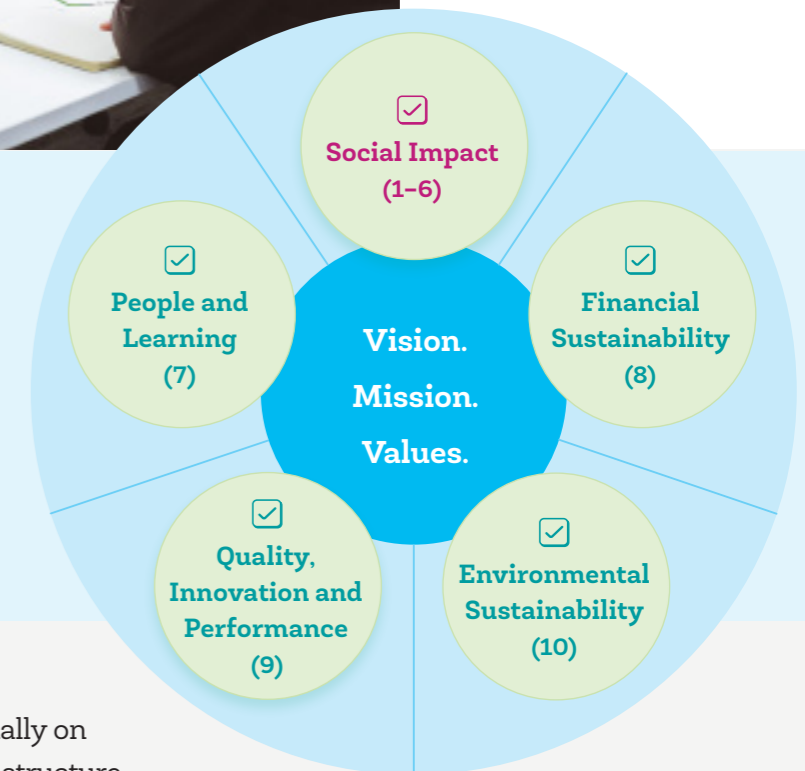 Social Impact
(1–6)
People and
Learning
(7)
Financial
Sustainability
(8)
Vision.
Mission.
Values.
Quality,
Innovation and
Performance
(9)
Environmental
Sustainability
(10)
ally on
structure